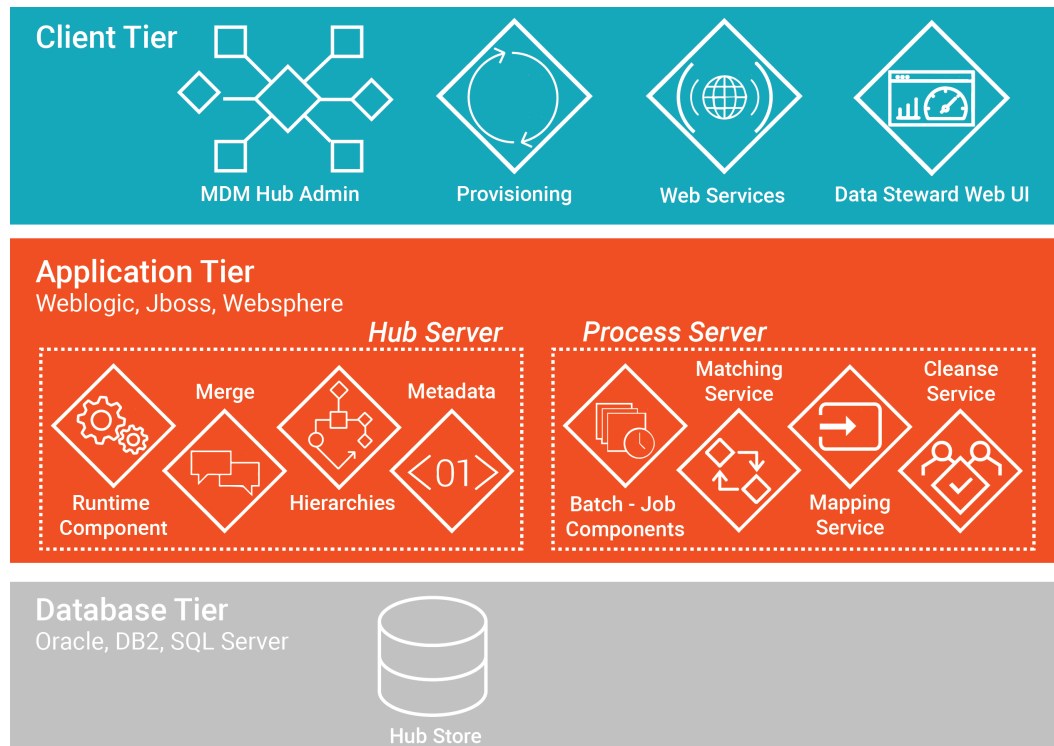 Client Tier
MDM Hub Admin
Provisioning
Web Services
Data Steward Web UI
Application Tier
Weblogic, Jboss, Websphere
Hub Server
Runtime
Component
Merge
Hierarchies
Metadata
<01>
Process Server
Batch - Job
Components
Matching
Service
Mapping
Service
Cleanse
Service
Database Tier
Oracle, DB2, SQL Server
Hub Store